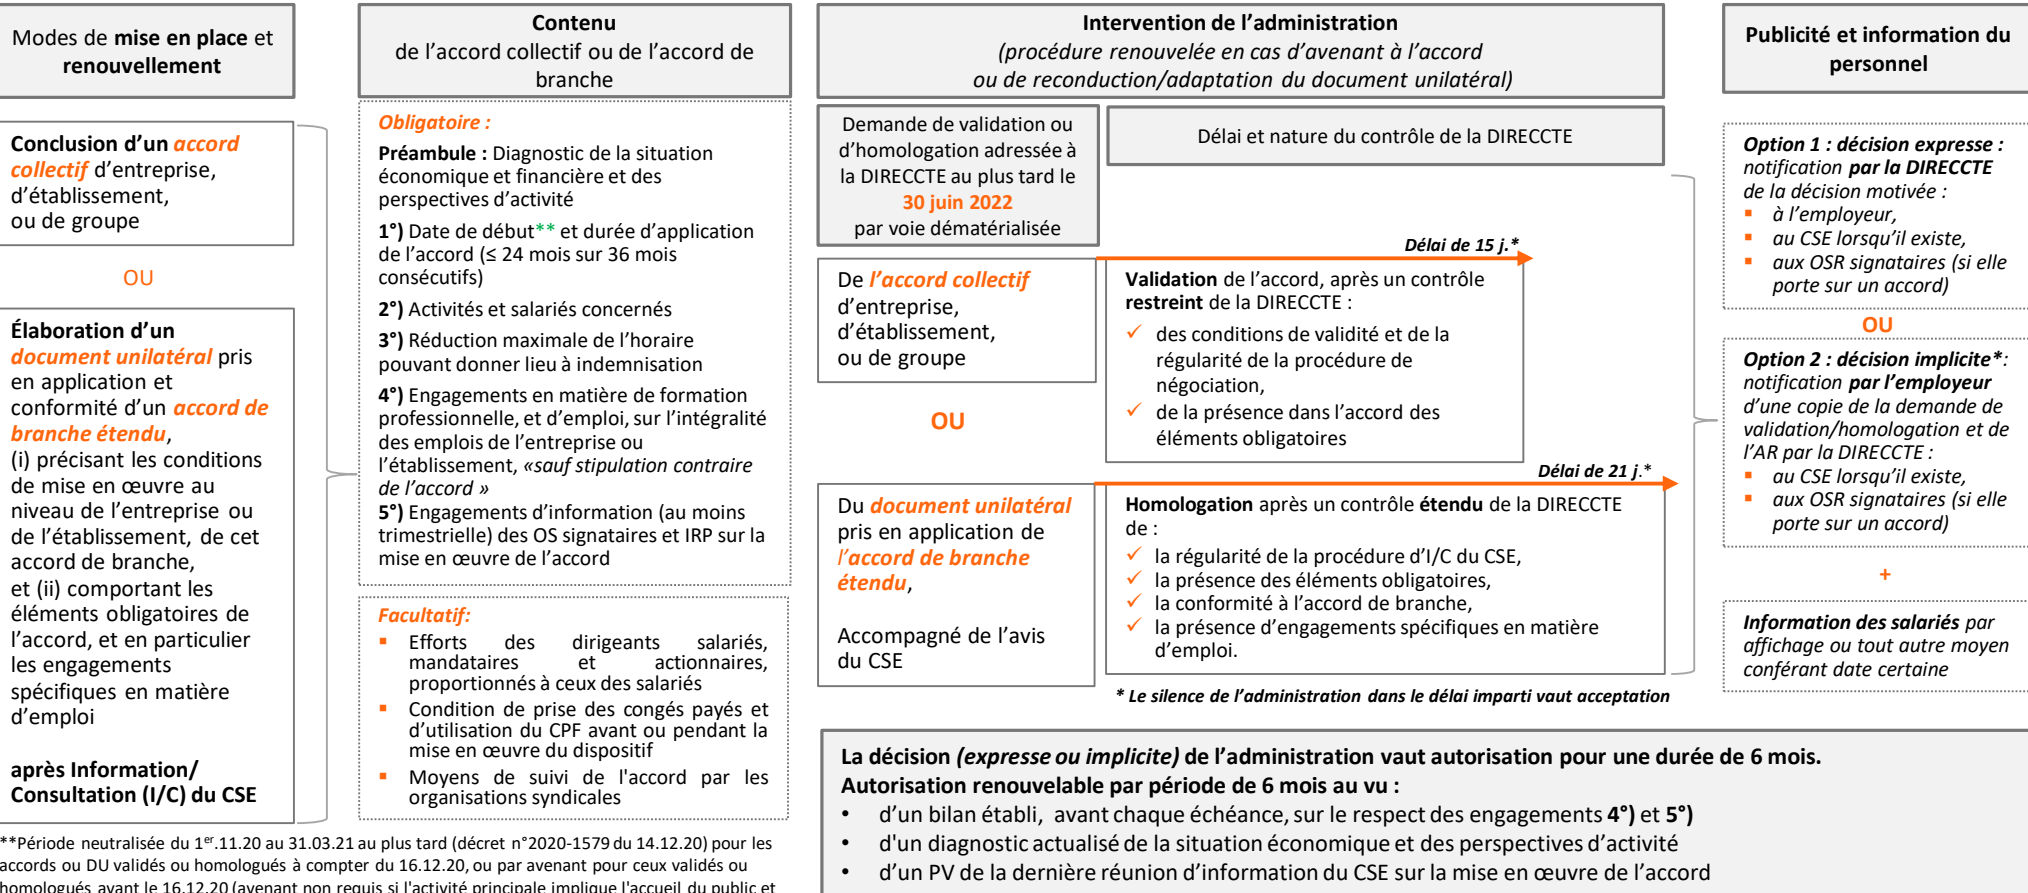 Modes de mise en place et
renouvellement
Conclusion d’un accord
collectif d’entreprise,
d’établissement,
ou de groupe
OU
Élaboration d’un
document unilatéral pris
en application et
conformité d’un accord de
branche étendu,
(i) précisant les conditions
de mise en œuvre au
niveau de l’entreprise ou
de l’établissement, de cet
accord de branche,
et (ii) comportant les
éléments obligatoires de
l’accord, et en particulier
les engagements
spécifiques en matière
d’emploi
après Information/
Consultation (I/C) du CSE
Contenu
de l’accord collectif ou de l’accord de
branche
Obligatoire :
Préambule : Diagnostic de la situation
économique et financière et des
perspectives d’activité
1°) Date de début** et durée d’application
de l’accord (≤ 24 mois sur 36 mois
consécutifs)
2°) Activités et salariés concernés
3°) Réduction maximale de l’horaire
pouvant donner lieu à indemnisation
4°) Engagements en matière de formation
professionnelle, et d’emploi, sur l’intégralité
des emplois de l’entreprise ou
l’établissement, «sauf stipulation contraire
de l’accord »
5°) Engagements d’information (au moins
trimestrielle) des OS signataires et IRP sur la
mise en œuvre de l’accord
Facultatif:
▪ Efforts des dirigeants salariés,
mandataires et actionnaires,
proportionnés à ceux des salariés
▪ Condition de prise des congés payés et
d’utilisation du CPF avant ou pendant la
mise en œuvre du dispositif
▪ Moyens de suivi de l'accord par les
organisations syndicales
Intervention de l’administration
(procédure renouvelée en cas d’avenant à l’accord
ou de reconduction/adaptation du document unilatéral)
Demande de validation ou
d’homologation adressée à
la DIRECCTE au plus tard le
30 juin 2022
par voie dématérialisée
Délai et nature du contrôle de la DIRECCTE
Délai de 15 j.*
De l’accord collectif
d’entreprise,
d’établissement,
ou de groupe
Validation de l’accord, après un contrôle
restreint de la DIRECCTE :
✓ des conditions de validité et de la
régularité de la procédure de
négociation,
✓ de la présence dans l’accord des
éléments obligatoires
OU
Délai de 21 j.*
Du document unilatéral
pris en application de
l’accord de branche
étendu,
Accompagné de l’avis
du CSE
Homologation après un contrôle étendu de la DIRECCTE
de :
✓ la régularité de la procédure d’I/C du CSE,
✓ la présence des éléments obligatoires,
✓ la conformité à l’accord de branche,
✓ la présence d’engagements spécifiques en matière
d’emploi.
* Le silence de l’administration dans le délai imparti vaut acceptation
Publicité et information du
personnel
Option 1 : décision expresse :
notification par la DIRECCTE
de la décision motivée :
▪ à l’employeur,
▪ au CSE lorsqu’il existe,
▪ aux OSR signataires (si elle
porte sur un accord)
OU
Option 2 : décision implicite*:
notification par l’employeur
d’une copie de la demande de
validation/homologation et de
l’AR par la DIRECCTE :
▪ au CSE lorsqu’il existe,
▪ aux OSR signataires (si elle
porte sur un accord)
+
Information des salariés par
affichage ou tout autre moyen
conférant date certaine
La décision (expresse ou implicite) de l’administration vaut autorisation pour une durée de 6 mois.
Autorisation renouvelable par période de 6 mois au vu :
• d’un bilan établi, avant chaque échéance, sur le respect des engagements 4°) et 5°)
• d'un diagnostic actualisé de la situation économique et des perspectives d’activité
• d’un PV de la dernière réunion d’information du CSE sur la mise en œuvre de l’accord
**Période neutralisée du 1er.11.20 au 31.03.21 au plus tard (décret n°2020-1579 du 14.12.20) pour les
accords ou DU validés ou homologués à compter du 16.12.20, ou par avenant pour ceux validés ou
homologués avant le 16.12.20 (avenant non requis si l'activité principale implique l'accueil du public et